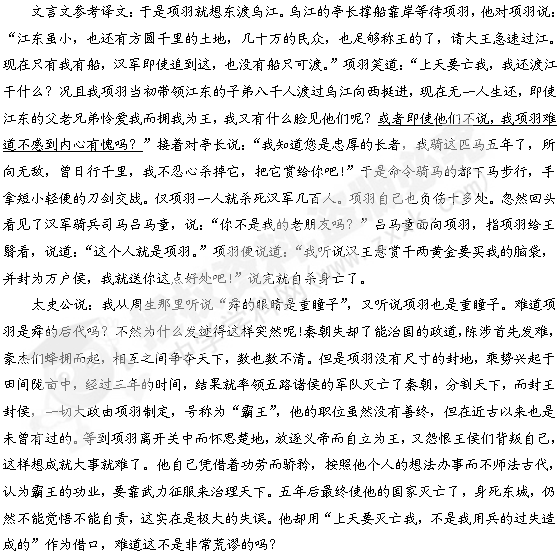 文言文参考译文：于是项羽就想东渡乌江。乌江的亭长撑船靠岸等待项羽，他对项羽说：
“江东虽小，也还有方圆千里的土地，几十万的民众，也足够称王的了，请大王急速过江。
现在只有我有船，汉军即使追到这，也没有船只可渡。”项羽笑道：“上天要亡我，我还渡江
干什么？况且我项羽当初带领江东的子弟八千人渡过乌江向西挺进，现在无一人生还，即使
江东的父老兄弟怜爱我而拥我为王，我又有什么脸见他们呢？或者即使他们不说，我项羽难
道不感到内心有愧吗？”接着对亭长说：“我知道您是忠厚的长者，我骑这匹马五年了，所
向无敌，曾日行千里，我不忍心杀掉它，把它赏给你吧!”于是命令骑马的都下马步行，手
拿短小轻便的刀剑交战。仅项羽一人就杀死汉军几百人。项羽自己也负伤十多处。忽然回头
看见了汉军骑兵司马吕马童，说：“你不是我的老朋友吗？”吕马童面向项羽，指项羽给王
翳看，说道：“这个人就是项羽。”项羽便说道：“我听说汉王悬赏千两黄金要买我的脑袋，
并封为万户侯，我就送你这点好处吧!”说完就自杀身亡了。
太史公说：我从周生那里听说“舜的眼睛是重瞳子”，又听说项羽也是重瞳子。难道项
羽是舜的后代吗？不然为什么发迹得这样突然呢!秦朝失却了能治国的政道，陈涉首先发难，
豪杰们蜂拥而起，相互之间争夺天下，数也数不清。但是项羽没有尺寸的封地，乘势兴起于
田间陇亩中，经过三年的时间，结果就率领五路诸侯的军队灭亡了秦朝，分割天下，而封王
封侯，一切大政由项羽制定，号称为“霸王”，他的职位虽然没有善终，但在近古以来也是
未曾有过的。等到项羽离开关中而怀思楚地，放逐义帝而自立为王，又怨恨王侯们背叛自己，
这样想成就大事就难了。他自己凭借着功劳而骄矜，按照他个人的想法办事而不师法古代，
认为霸王的功业，要靠武力征服来治理天下。五年后最终使他的国家灭亡了，身死东城，仍
然不能觉悟不能自责，这实在是极大的失误。他却用“上天要灭亡我，不是我用兵的过失造
成的”作为借口，难道这不是非常荒谬的吗？